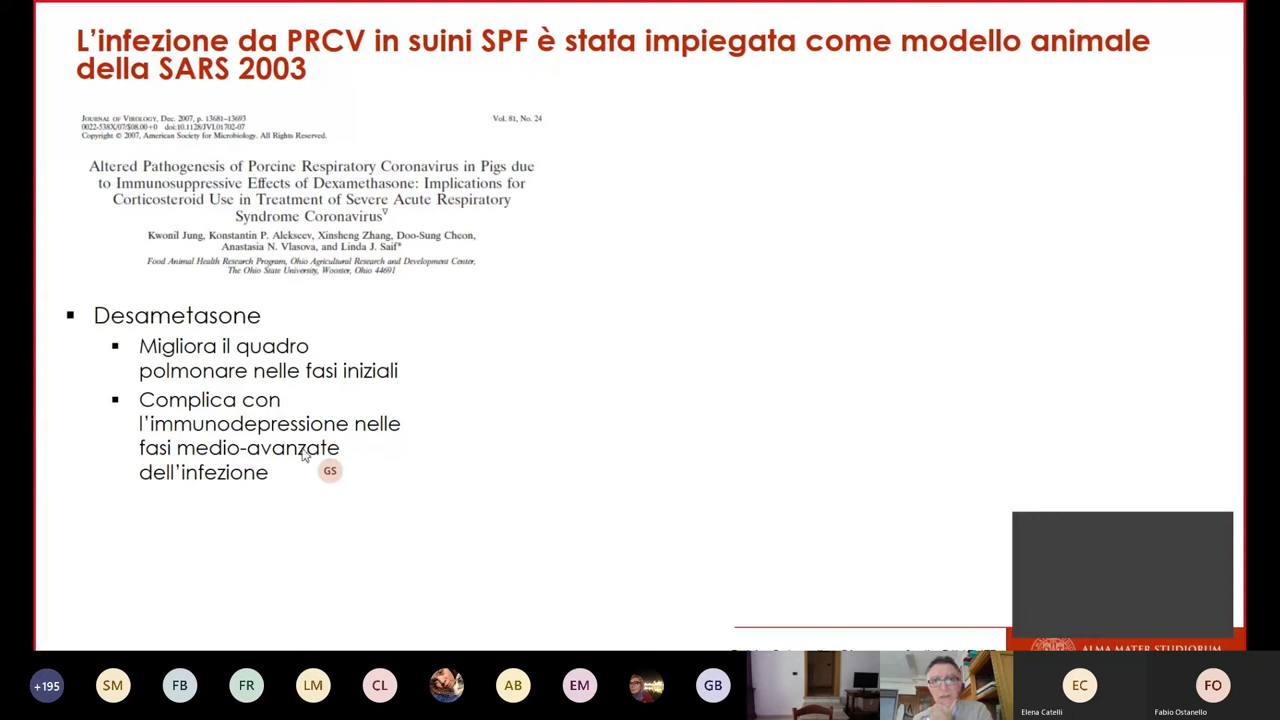 L'infezione da PRCV in suini SPF è stata impiegata come modello animale
della SARS 2003
JOURNAL OF VIROLOGY, Dec. 2007, p. 13681–13693
Vol. 81, No. 24
0022-538X/07/$08.00+0 doi:10.1128/JVI.01702-07
Copyright © 2007, American Society for Microbiology. All Rights Reserved.
Altered Pathogenesis of Porcine Respiratory Coronavirus in Pigs due
to Immunosuppressive Effects of Dexamethasone: Implications for
Corticosteroid Use in Treatment of Severe Acute Respiratory
Syndrome Coronavirus▽
Kwonil Jung, Konstantin P. Alekseev, Xinsheng Zhang, Doo-Sung Cheon,
Anastasia N. Vlasova, and Linda J. Saif*
Food Animal Health Research Program, Ohio Agricultural Research and Development Center,
The Ohio State University, Wooster, Ohio 44691
▪ Desametasone
▪ Migliora il quadro
polmonare nelle fasi iniziali
▪ Complica con
l'immunodepressione nelle
fasi medio-avanzate
dell'infezione
GS
ALMA MATER STUDIORUM
+195
SM
FB
FR
LM
CL
AB
EM
GB
EC
FO
Elena Catelli
Fabio Ostanello